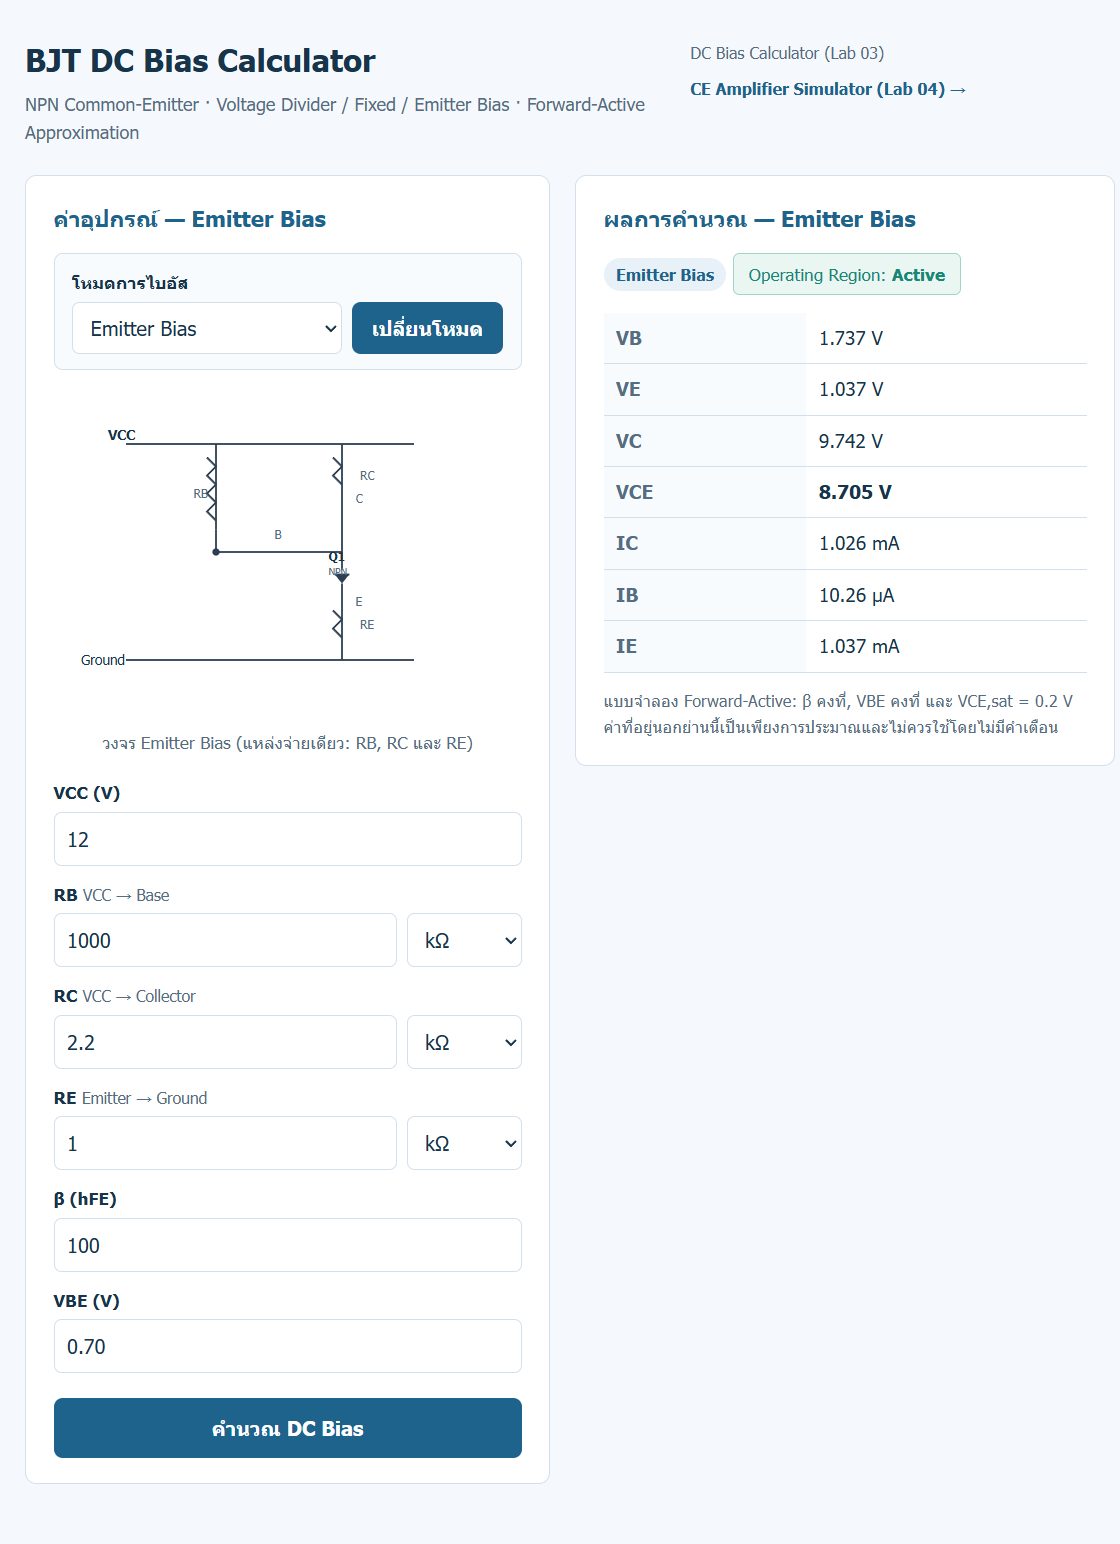 BJT DC Bias Calculator
NPN Common-Emitter · Voltage Divider / Fixed / Emitter Bias · Forward-Active
Approximation
DC Bias Calculator (Lab 03)
CE Amplifier Simulator (Lab 04) →
ค่าอุปกรณ์ — Emitter Bias
โหมดการไบอัส
Emitter Bias
เปลี่ยนโหมด
VCC
RC
RB
C
B
Q1
NPN
E
RE
Ground
วงจร Emitter Bias (แหล่งจ่ายเดียว: RB, RC และ RE)
VCC (V)
12
RB VCC → Base
1000 kΩ
RC VCC → Collector
2.2 kΩ
RE Emitter → Ground
1 kΩ
β (hFE)
100
VBE (V)
0.70
คำนวณ DC Bias
ผลการคำนวณ — Emitter Bias
Emitter Bias Operating Region: Active
VB 1.737 V
VE 1.037 V
VC 9.742 V
VCE 8.705 V
IC 1.026 mA
IB 10.26 µA
IE 1.037 mA
แบบจำลอง Forward-Active: β คงที่, VBE คงที่ และ VCE,sat = 0.2 V
ค่าที่อยู่นอกย่านนี้เป็นเพียงการประมาณและไม่ควรใช้โดยไม่มีคำเตือน